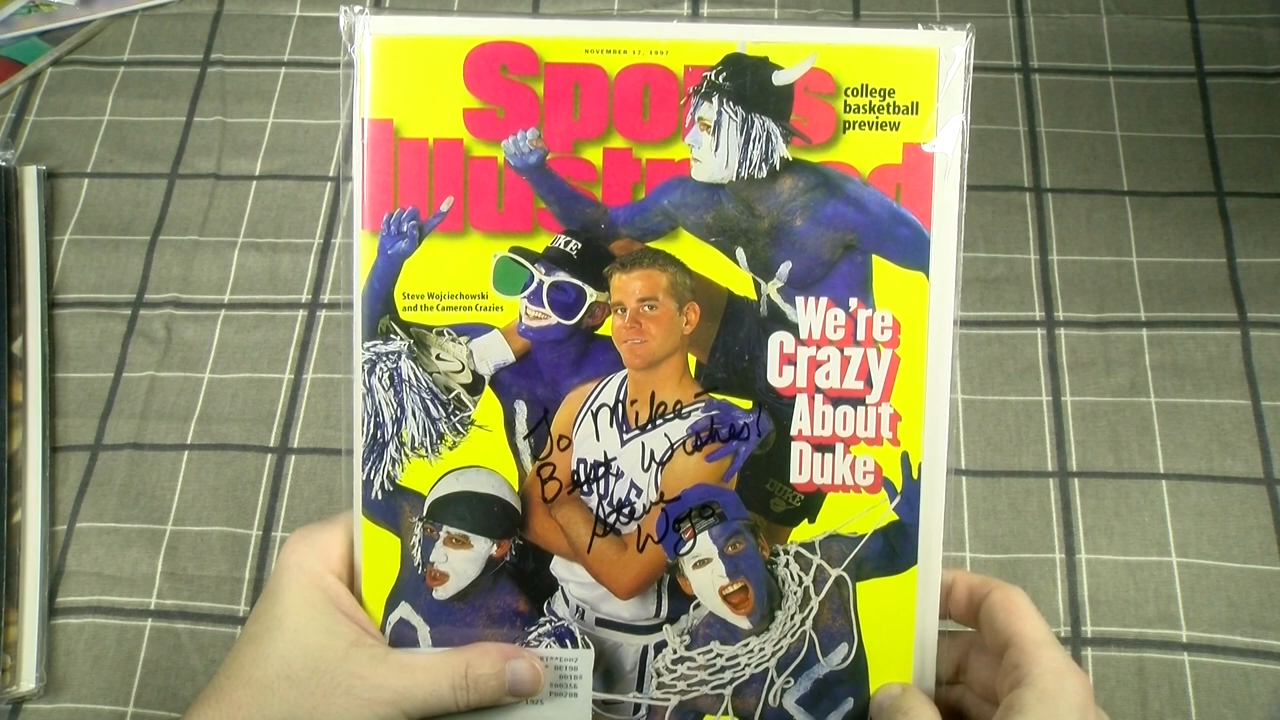 NOVEMBER 17, 1997
Sports
Illustrated
college
basketball
preview
DUKE
Steve Wojciechowski
and the Cameron Crazies
We're
Crazy
About
Duke
To Mike-
Best Wishes!
Steve
Wojo
DUKE